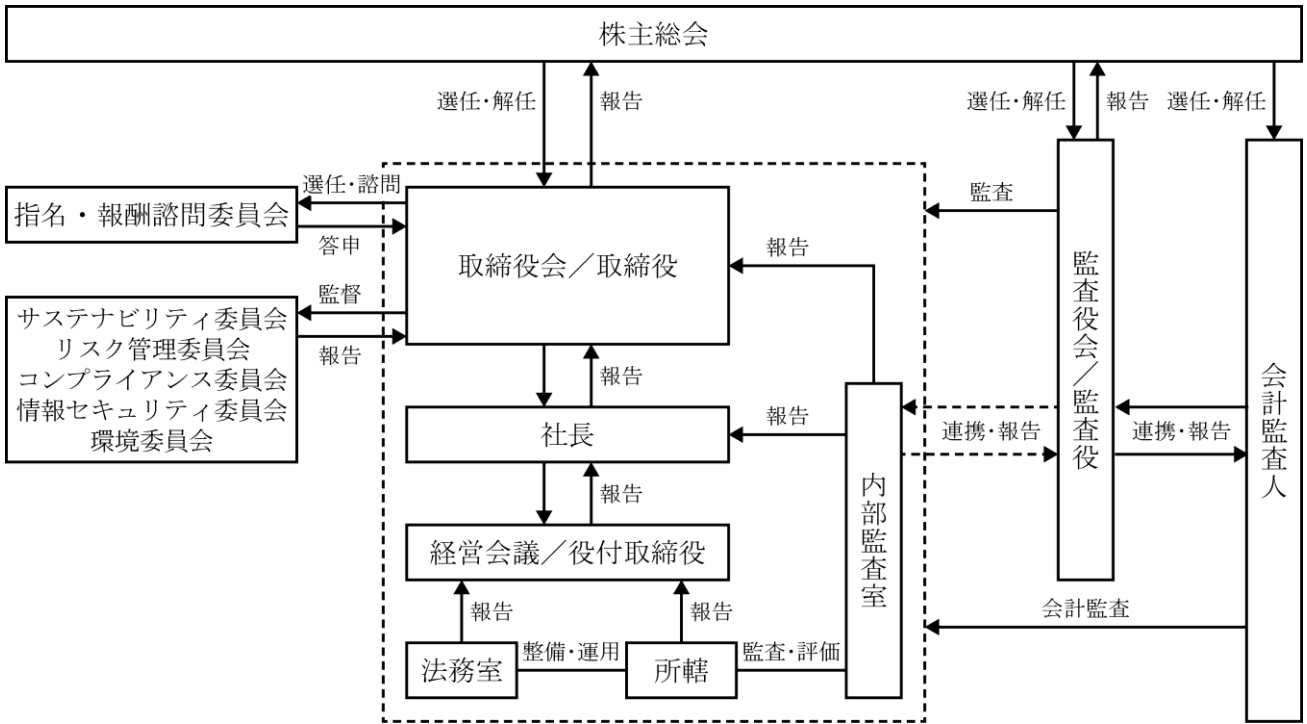 株主総会
選任・解任
報告
選任・解任
報告
選任・解任
選任・諮問
指名・報酬諮問委員会
答申
取締役会／取締役
報告
監査
監査役会／監査役
会計監査人
監督
サステナビリティ委員会
リスク管理委員会
コンプライアンス委員会
情報セキュリティ委員会
環境委員会
報告
報告
社長
報告
連携・報告
連携・報告
内部監査室
報告
経営会議／役付取締役
報告
報告
会計監査
法務室
整備・運用
所轄
監査・評価